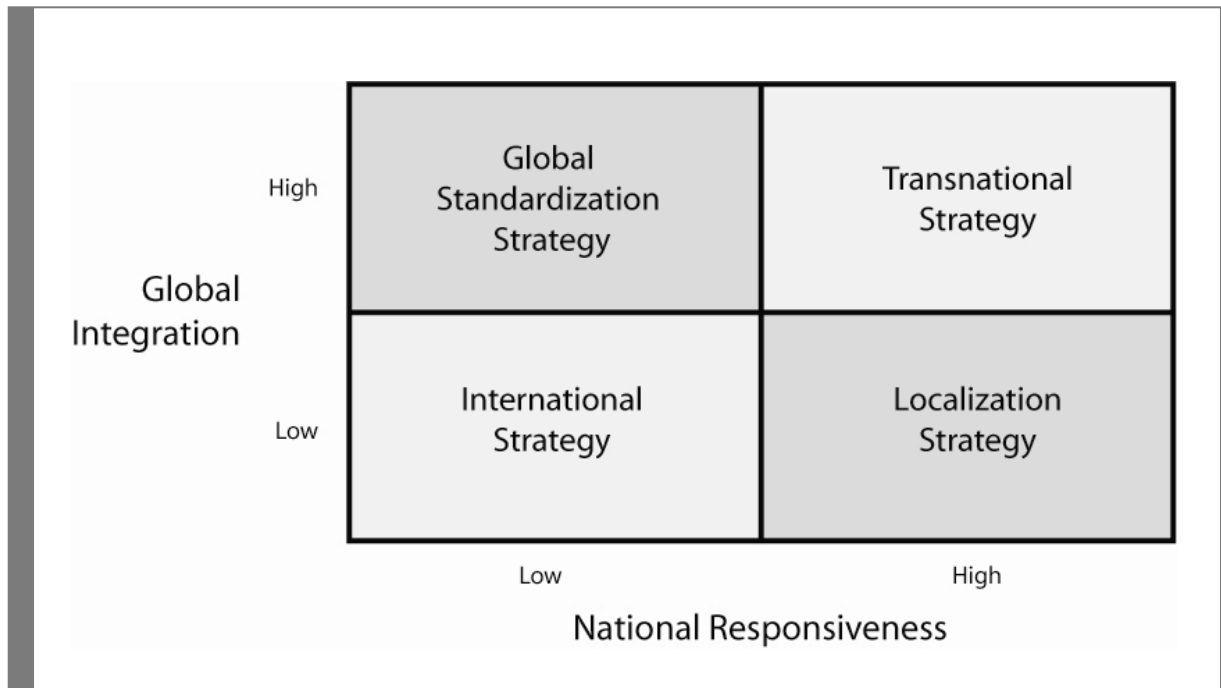 Global
Standardization
Strategy
Transnational
Strategy
High
Global
Integration
International
Strategy
Localization
Strategy
Low
Low
High
National Responsiveness